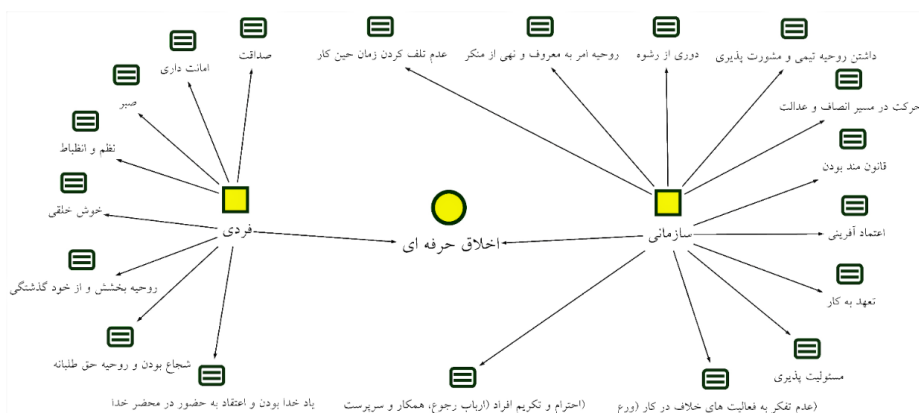 داشتن روحیه تیمی و مشورت پذیری
دوری از رشوه
روحیه امر به معروف و نهی از منکر
عدم تلف کردن زمان حین کار
صداقت
امانت داری
صبر
نظم و انظباط
خوش خلقی
روحیه بخشش و از خود گذشتگی
شجاع بودن و روحیه حق طلبانه
یاد خدا بودن و اعتقاد به حضور در محضر خدا
فردی
اخلاق حرفه ای
سازمانی
حرکت در مسیر انصاف و عدالت
قانون مند بودن
اعتماد آفرینی
تعهد به کار
مسئولیت پذیری
(عدم تفکر به فعالیت های خلاف در کار (ورع
(احترام و تکریم افراد (ارباب رجوع، همکار و سرپرست